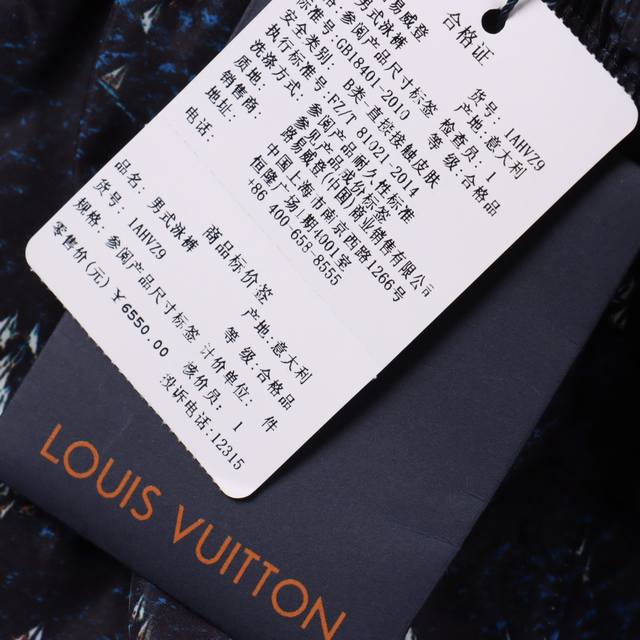 合格证
易威登
男式泳裤 货号: 1AHVZ9
参阅产品尺寸标签 产地:意大利
标准号:GB18401-2010 检查员: 1
安全类别: B类-直接接触皮肤 等 级:合格品
执行标准号:FZ/T 81021-2014
洗涤方式: 参阅产品耐久性标准
质地: 参见产品成份标签
销售商: 路易威登(中国)商业销售有限公司
地址: 中国上海市南京西路1266号
恒隆广场1期4001室
电话: +86 400-658-8555
商品标价签
品名: 男式泳裤 产地:意大利
货号: 1AHVZ9 等 级:合格品
规格: 参阅产品尺寸标签 计价单位: 件
零售价(元) ￥6550.00 核价员: 1
投诉电话.12315
LOUIS VUITTON